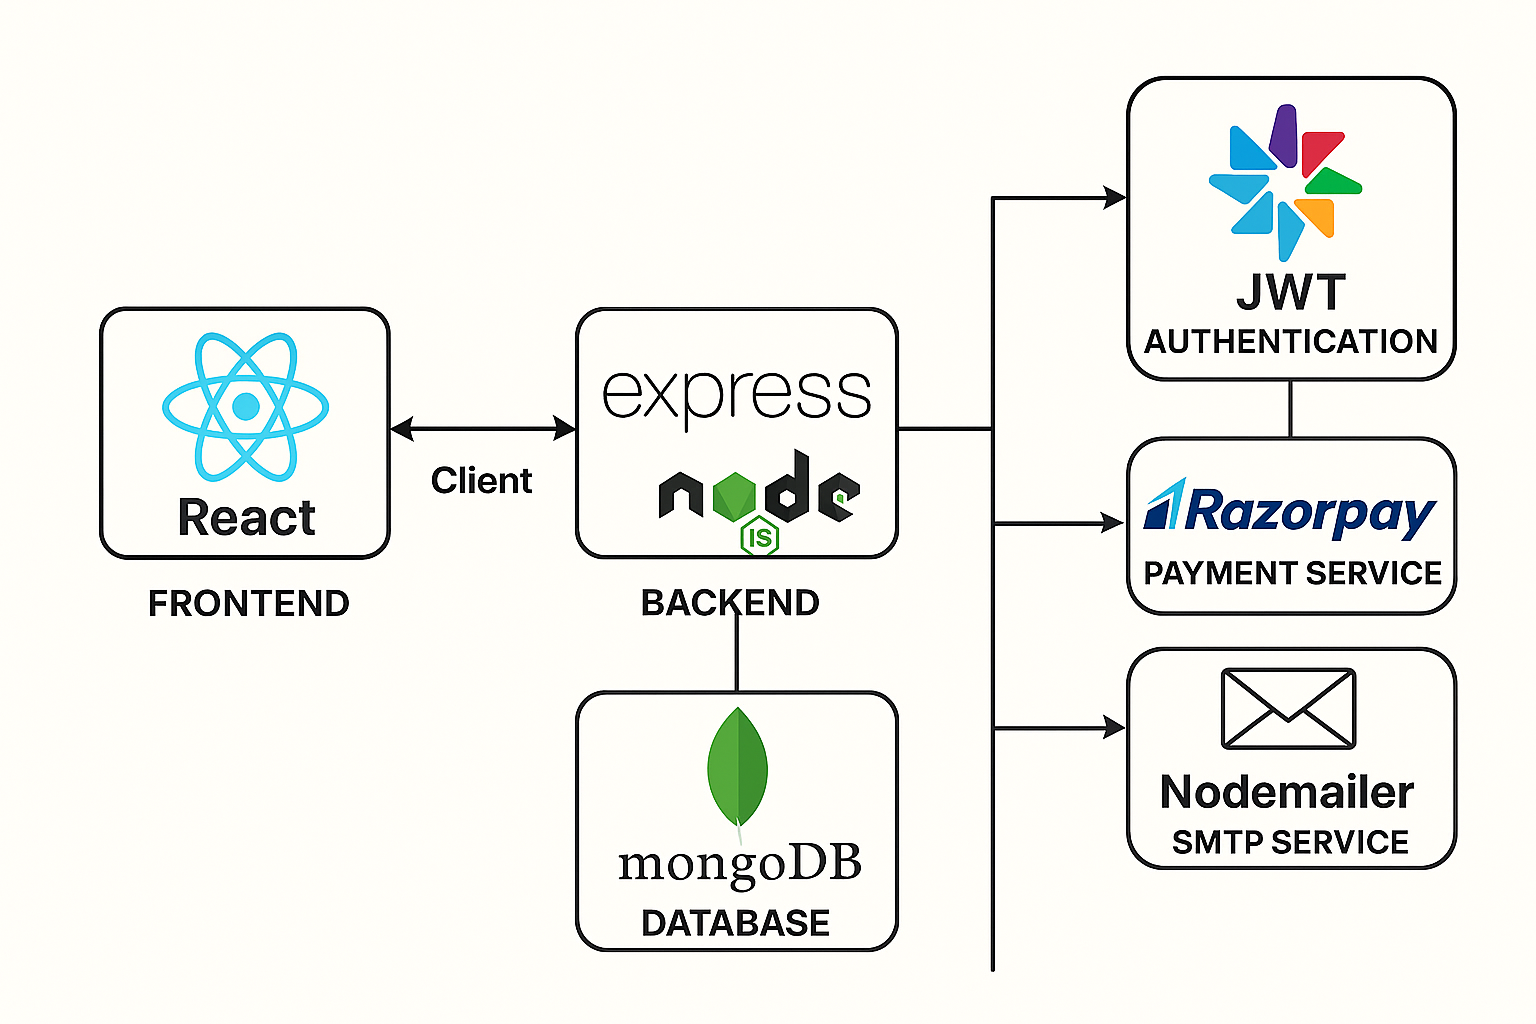 React
FRONTEND
Client
express
node
JS
BACKEND
mongoDB
DATABASE
JWT
AUTHENTICATION
Razorpay
PAYMENT SERVICE
Nodemailer
SMTP SERVICE